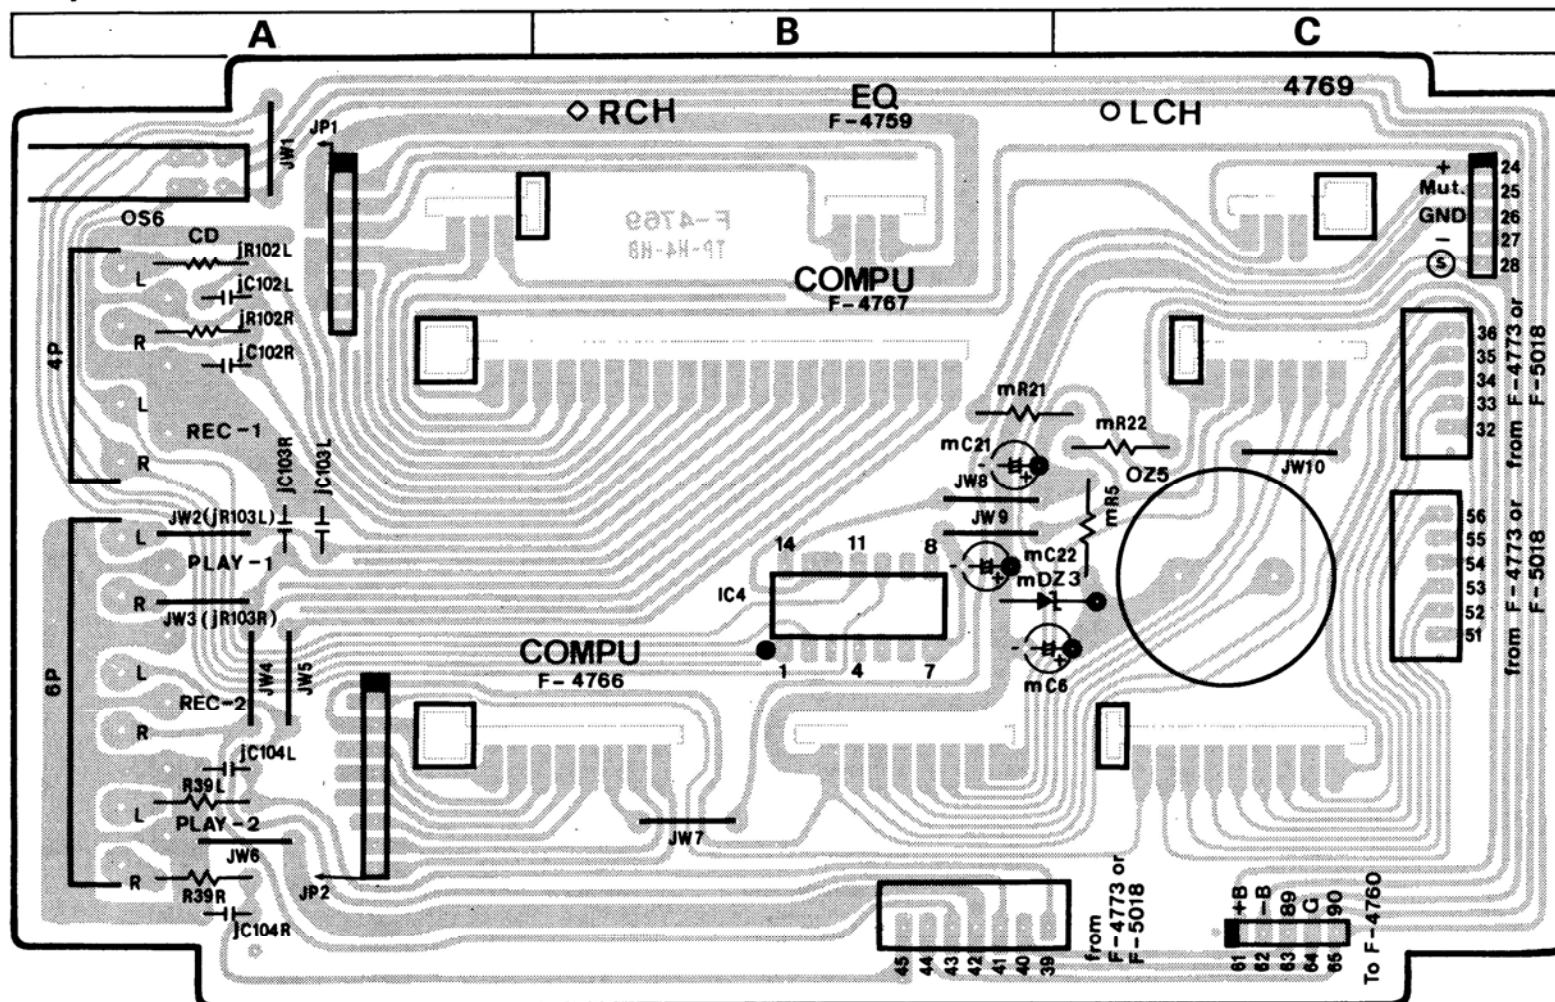 A B C
4769
◇ RCH
EQ
F-4759
○ LCH
JP1
JW1
+ 24
Mut. 25
GND 26
- 27
S 28
OS6
CD
F-4769
TP-H4-HB
jR102L
L
jC102L
COMPU
F-4767
jR102R
R
jC102R
4P
L
REC-1
R
jC103R
jC103L
36
35
34
33
32
from F-4773 or
F-5018
mR21
mR22
mC21
JW8
OZ5
JW10
mR5
JW9
JW2(jR103L)
L
PLAY-1
R
JW3(jR103R)
14 11 8
IC4
1 4 7
mC22
mDZ3
mC6
56
55
54
53
52
51
from F-4773 or
F-5018
6P
COMPU
F-4766
L
JW4
JW5
REC-2
R
jC104L
R39L
L
PLAY-2
JW6
R
R39R
jC104R
JP2
JW7
45 44 43 42 41 40 39
from
F-4773 or
F-5018
+B -B 89 G 90
61 62 63 64 65
To F-4760